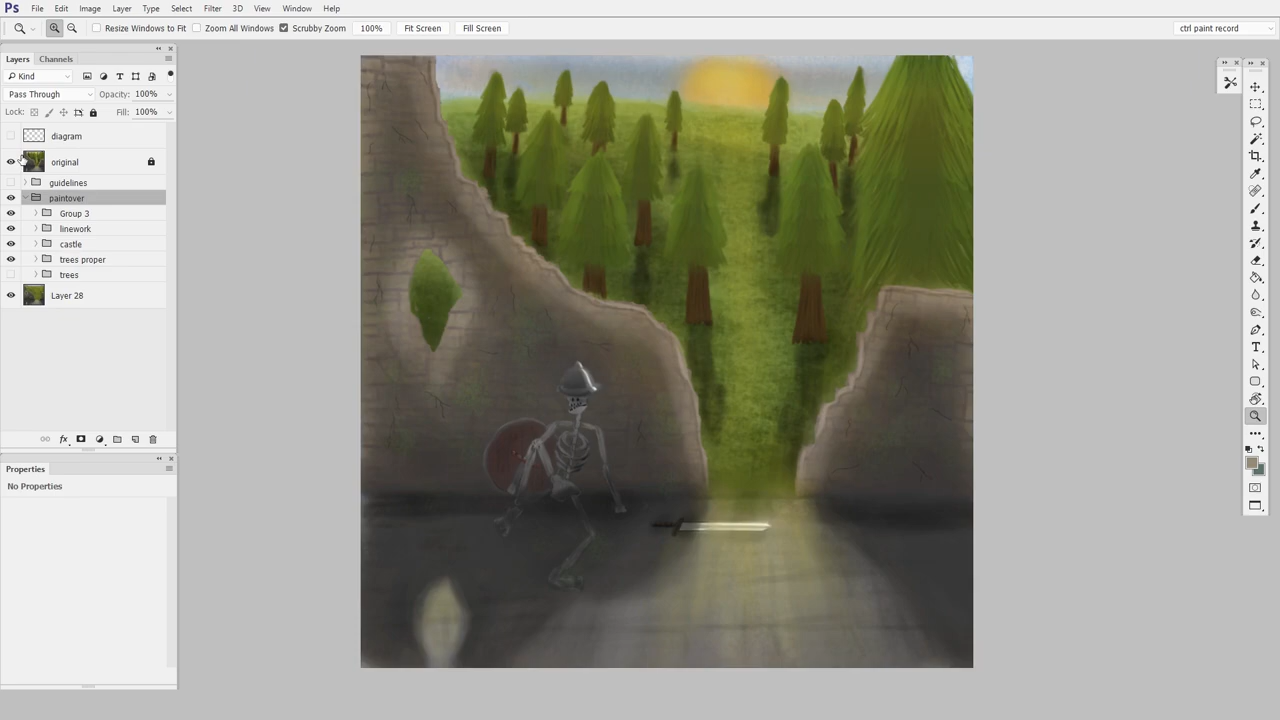 Ps File Edit Image Layer Type Select Filter 3D View Window Help
Resize Windows to Fit Zoom All Windows Scrubby Zoom 100% Fit Screen Fill Screen ctrl paint record
Layers Channels
Kind
Pass Through Opacity: 100%
Lock: Fill: 100%
diagram
original
guidelines
paintover
Group 3
linework
castle
trees proper
trees
Layer 28
fx
Properties
No Properties